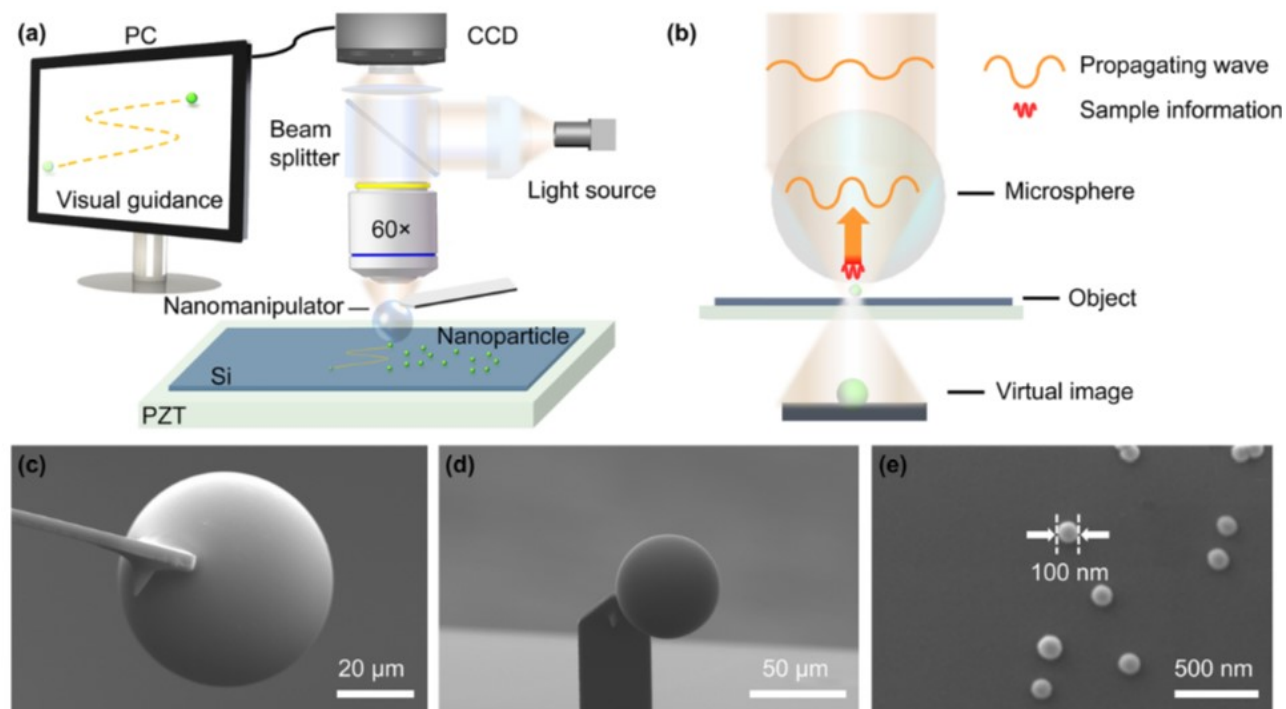 (a)
PC
CCD
Beam
splitter
Visual guidance
Light source
60×
Nanomanipulator
Nanoparticle
Si
PZT
(b)
Propagating wave
Sample information
Microsphere
Object
Virtual image
(c)
20 μm
(d)
50 μm
(e)
100 nm
500 nm